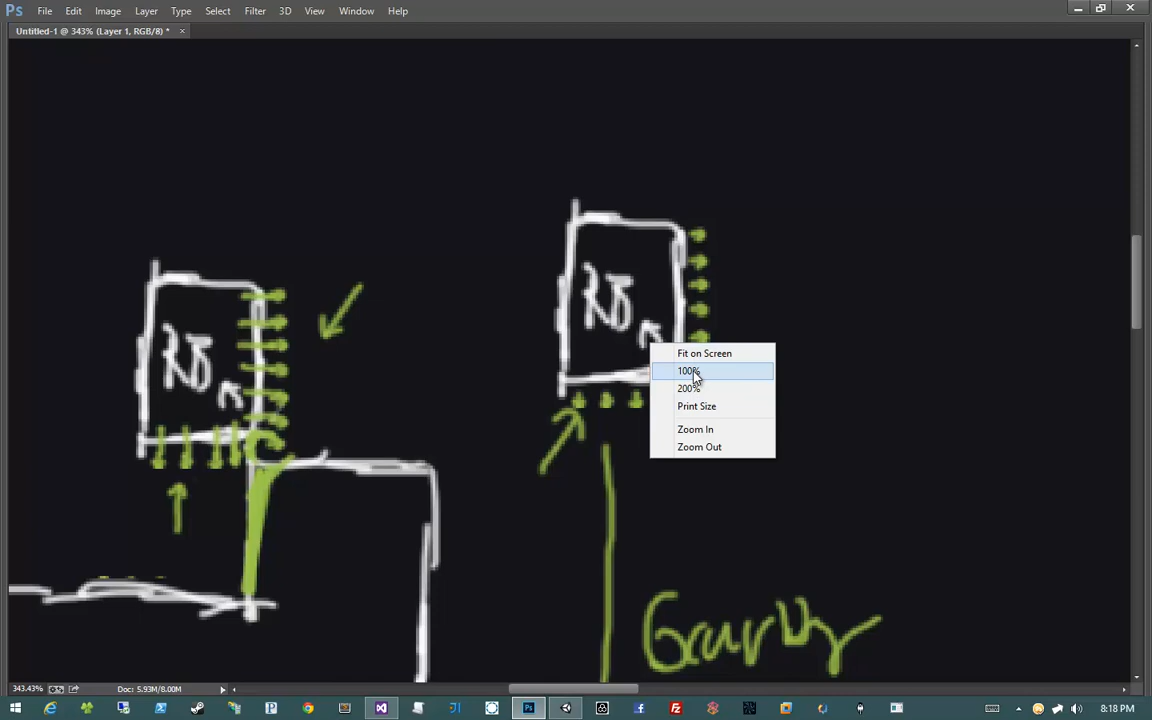 Ps File Edit Image Layer Type Select Filter 3D View Window Help
Untitled-1 @ 343% (Layer 1, RGB/8) *
Fit on Screen
100%
200%
Print Size
Zoom In
Zoom Out
343.43% Doc: 5.93M/8.00M
Ps 8:18 PM